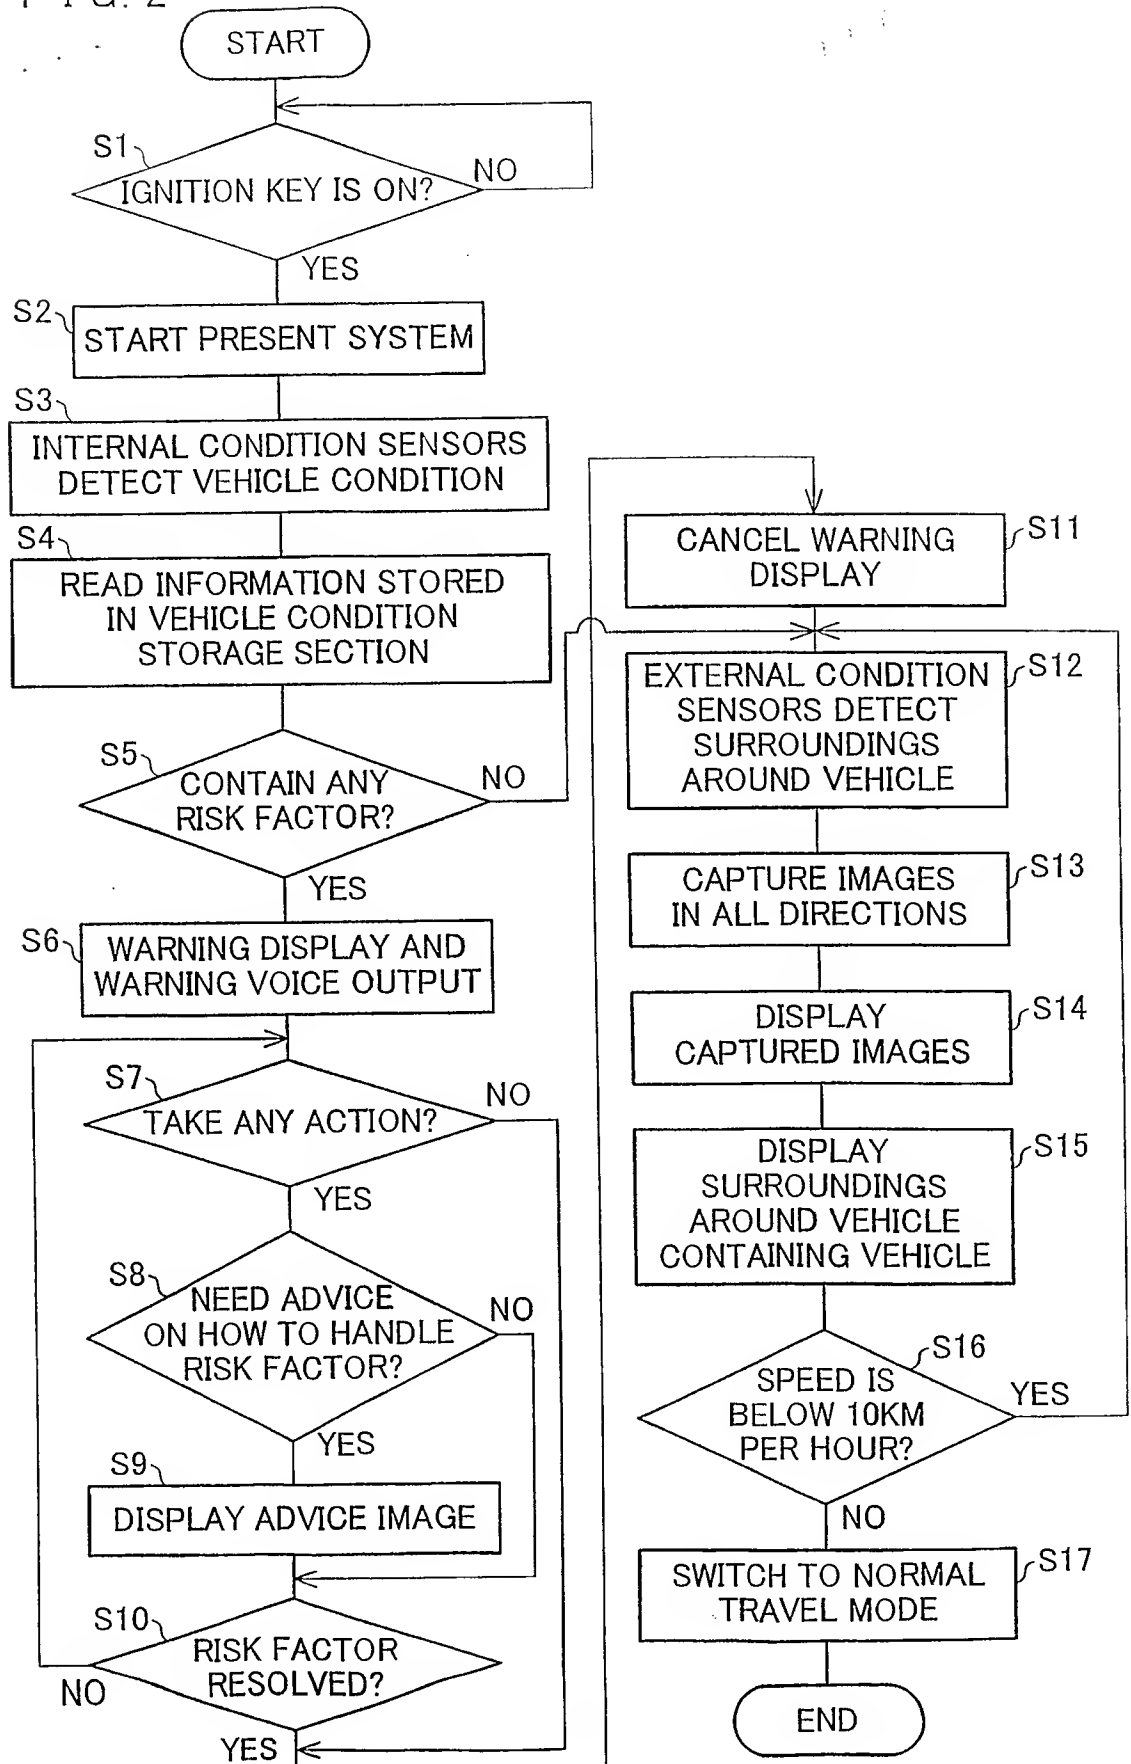 FIG. 2
START
S1
IGNITION KEY IS ON?
NO
YES
S2
START PRESENT SYSTEM
S3
INTERNAL CONDITION SENSORS
DETECT VEHICLE CONDITION
S4
READ INFORMATION STORED
IN VEHICLE CONDITION
STORAGE SECTION
S5
CONTAIN ANY
RISK FACTOR?
NO
YES
S6
WARNING DISPLAY AND
WARNING VOICE OUTPUT
S7
TAKE ANY ACTION?
NO
YES
S8
NEED ADVICE
ON HOW TO HANDLE
RISK FACTOR?
NO
YES
S9
DISPLAY ADVICE IMAGE
S10
RISK FACTOR
RESOLVED?
NO
YES
CANCEL WARNING
DISPLAY
S11
EXTERNAL CONDITION
SENSORS DETECT
SURROUNDINGS
AROUND VEHICLE
S12
CAPTURE IMAGES
IN ALL DIRECTIONS
S13
DISPLAY
CAPTURED IMAGES
S14
DISPLAY
SURROUNDINGS
AROUND VEHICLE
CONTAINING VEHICLE
S15
SPEED IS
BELOW 10KM
PER HOUR?
S16
YES
NO
SWITCH TO NORMAL
TRAVEL MODE
S17
END